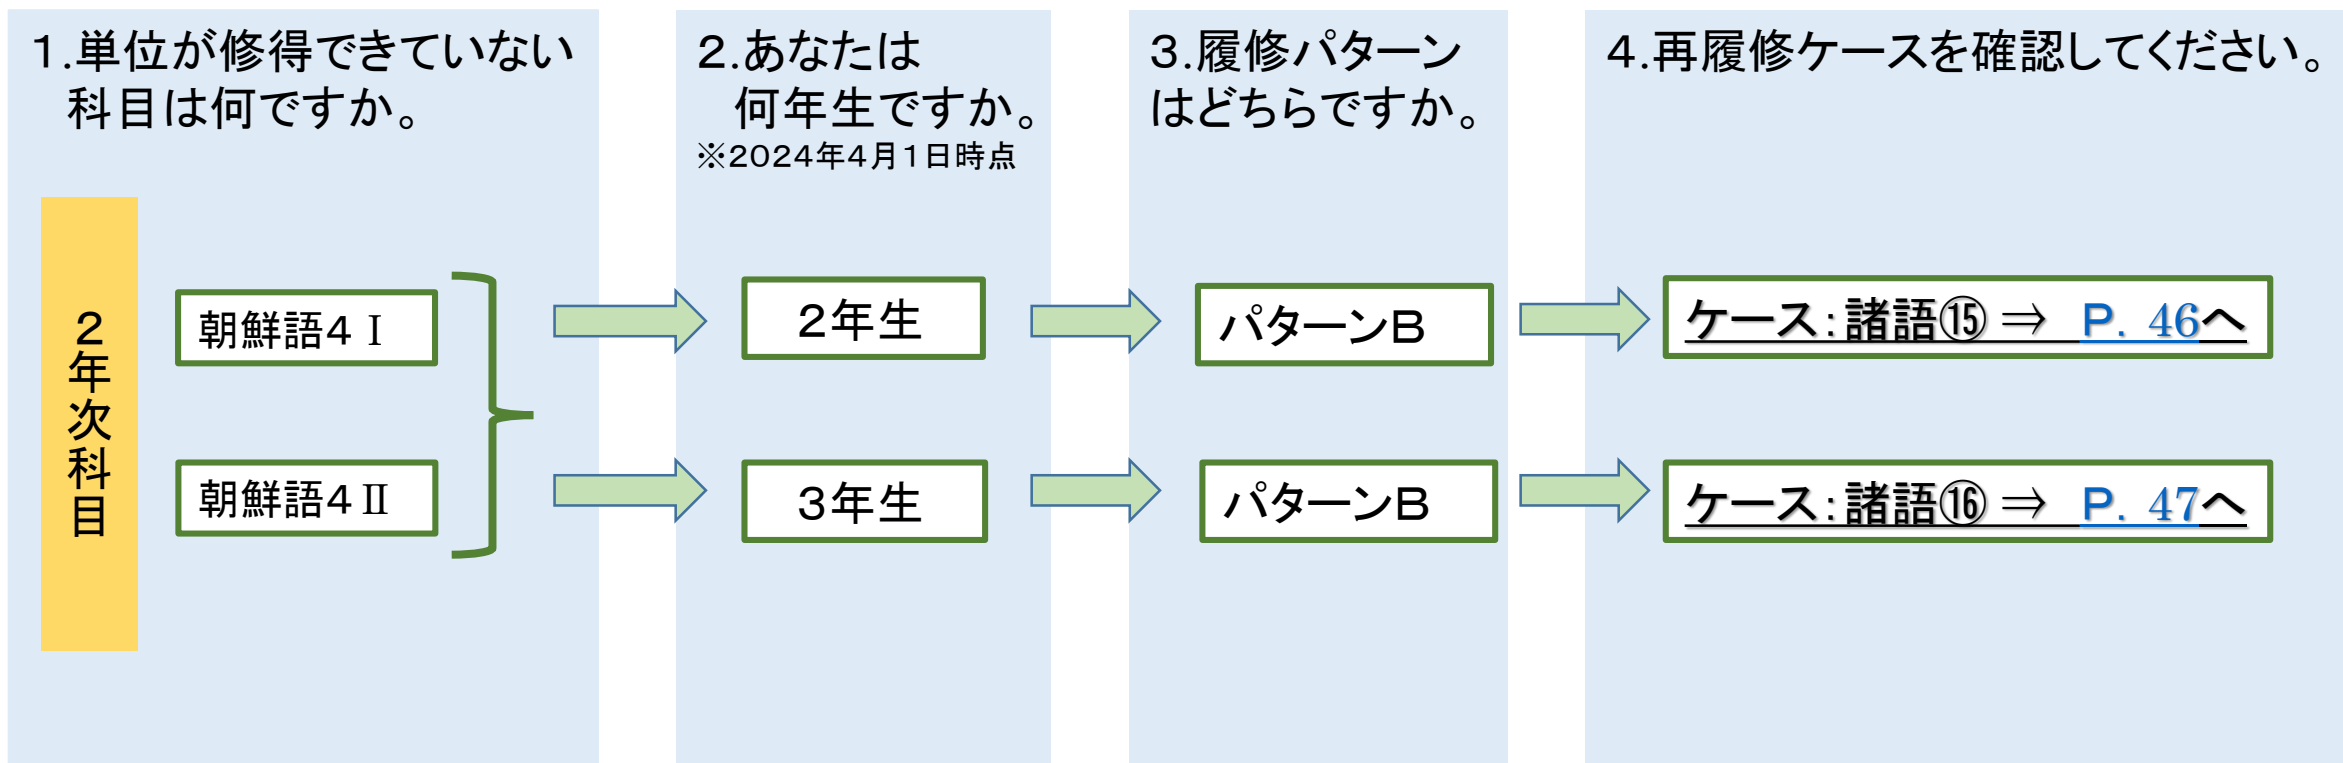 １.単位が修得できていない
科目は何ですか。
２.あなたは
何年生ですか。
※２０２４年４月１日時点
３.履修パターン
はどちらですか。
４.再履修ケースを確認してください。
２年次科目
朝鮮語４Ⅰ
２年生
パターンＢ
ケース：諸語⑮ ⇒　Ｐ．46へ
朝鮮語４Ⅱ
３年生
パターンＢ
ケース：諸語⑯ ⇒　Ｐ．47へ